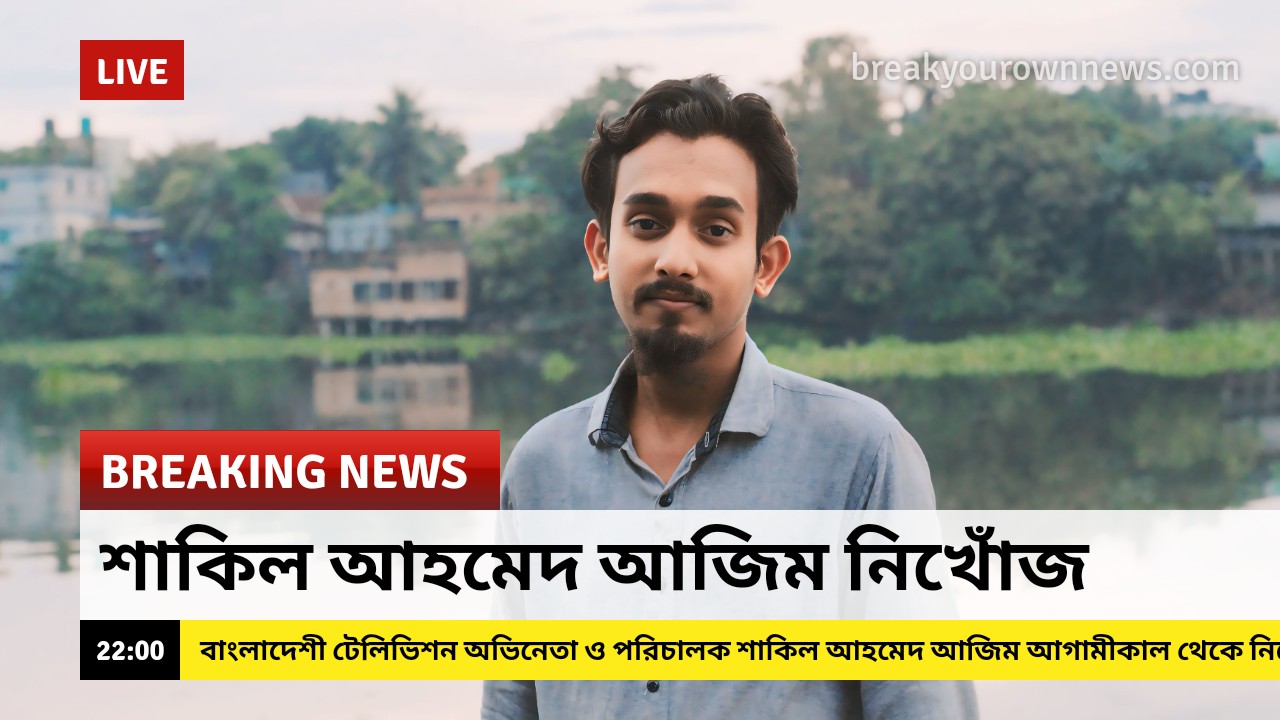 LIVE
breakyourownnews.com
BREAKING NEWS
শাকিল আহমেদ আজিম নিখোঁজ
22:00
বাংলাদেশী টেলিভিশন অভিনেতা ও পরিচালক শাকিল আহমেদ আজিম আগামীকাল থেকে